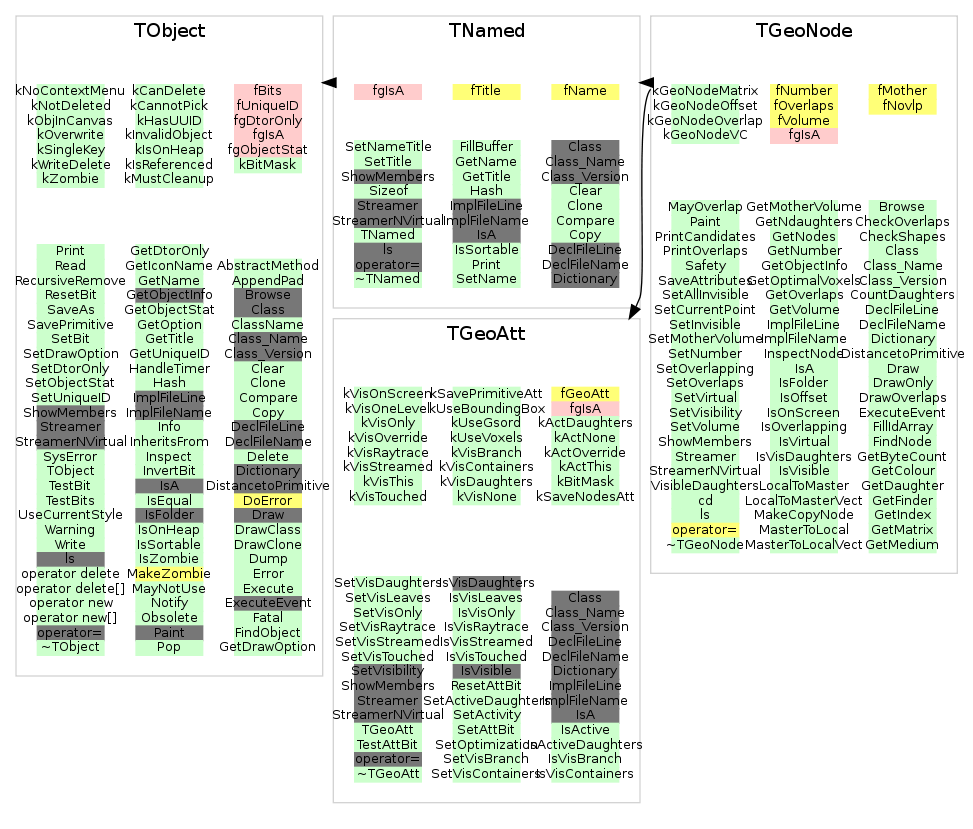 TObject
kNoContextMenu
kNotDeleted
kObjInCanvas
kOverwrite
kSingleKey
kWriteDelete
kZombie
kCanDelete
kCannotPick
kHasUUID
kInvalidObject
kIsOnHeap
kIsReferenced
kMustCleanup
fBits
fUniqueID
fgDtorOnly
fgIsA
fgObjectStat
kBitMask
Print
Read
RecursiveRemove
ResetBit
SaveAs
SavePrimitive
SetBit
SetDrawOption
SetDtorOnly
SetObjectStat
SetUniqueID
ShowMembers
Streamer
StreamerNVirtual
SysError
TObject
TestBit
TestBits
UseCurrentStyle
Warning
Write
ls
operator delete
operator delete[]
operator new
operator new[]
operator=
~TObject
GetDtorOnly
GetIconName
GetName
GetObjectInfo
GetObjectStat
GetOption
GetTitle
GetUniqueID
HandleTimer
Hash
ImplFileLine
ImplFileName
Info
InheritsFrom
Inspect
InvertBit
IsA
IsEqual
IsFolder
IsOnHeap
IsSortable
IsZombie
MakeZombie
MayNotUse
Notify
Obsolete
Paint
Pop
AbstractMethod
AppendPad
Browse
Class
ClassName
Class_Name
Class_Version
Clear
Clone
Compare
Copy
DeclFileLine
DeclFileName
Delete
Dictionary
DistancetoPrimitive
DoError
Draw
DrawClass
DrawClone
Dump
Error
Execute
ExecuteEvent
Fatal
FindObject
GetDrawOption
TNamed
fgIsA
fTitle
fName
SetNameTitle
SetTitle
ShowMembers
Sizeof
Streamer
StreamerNVirtual
TNamed
ls
operator=
~TNamed
FillBuffer
GetName
GetTitle
Hash
ImplFileLine
ImplFileName
IsA
IsSortable
Print
SetName
Class
Class_Name
Class_Version
Clear
Clone
Compare
Copy
DeclFileLine
DeclFileName
Dictionary
TGeoAtt
kVisOnScreen
kVisOneLevel
kVisOnly
kVisOverride
kVisRaytrace
kVisStreamed
kVisThis
kVisTouched
kSavePrimitiveAtt
kUseBoundingBox
kUseGsord
kUseVoxels
kVisBranch
kVisContainers
kVisDaughters
kVisNone
fGeoAtt
fgIsA
kActDaughters
kActNone
kActOverride
kActThis
kBitMask
kSaveNodesAtt
SetVisDaughters
SetVisLeaves
SetVisOnly
SetVisRaytrace
SetVisStreamed
SetVisTouched
SetVisibility
ShowMembers
Streamer
StreamerNVirtual
TGeoAtt
TestAttBit
operator=
~TGeoAtt
IsVisDaughters
IsVisLeaves
IsVisOnly
IsVisRaytrace
IsVisStreamed
IsVisTouched
IsVisible
ResetAttBit
SetActiveDaughters
SetActivity
SetAttBit
SetOptimization
SetVisBranch
SetVisContainers
Class
Class_Name
Class_Version
DeclFileLine
DeclFileName
Dictionary
ImplFileLine
ImplFileName
IsA
IsActive
IsActiveDaughters
IsVisBranch
IsVisContainers
TGeoNode
kGeoNodeMatrix
kGeoNodeOffset
kGeoNodeOverlap
kGeoNodeVC
fNumber
fOverlaps
fVolume
fgIsA
fMother
fNovlp
MayOverlap
Paint
PrintCandidates
PrintOverlaps
Safety
SaveAttributes
SetAllInvisible
SetCurrentPoint
SetInvisible
SetMotherVolume
SetNumber
SetOverlapping
SetOverlaps
SetVirtual
SetVisibility
SetVolume
ShowMembers
Streamer
StreamerNVirtual
VisibleDaughters
cd
ls
operator=
~TGeoNode
GetMotherVolume
GetNdaughters
GetNodes
GetNumber
GetObjectInfo
GetOptimalVoxels
GetOverlaps
GetVolume
ImplFileLine
ImplFileName
InspectNode
IsA
IsFolder
IsOffset
IsOnScreen
IsOverlapping
IsVirtual
IsVisDaughters
IsVisible
LocalToMaster
LocalToMasterVect
MakeCopyNode
MasterToLocal
MasterToLocalVect
Browse
CheckOverlaps
CheckShapes
Class
Class_Name
Class_Version
CountDaughters
DeclFileLine
DeclFileName
Dictionary
DistancetoPrimitive
Draw
DrawOnly
DrawOverlaps
ExecuteEvent
FillIdArray
FindNode
GetByteCount
GetColour
GetDaughter
GetFinder
GetIndex
GetMatrix
GetMedium